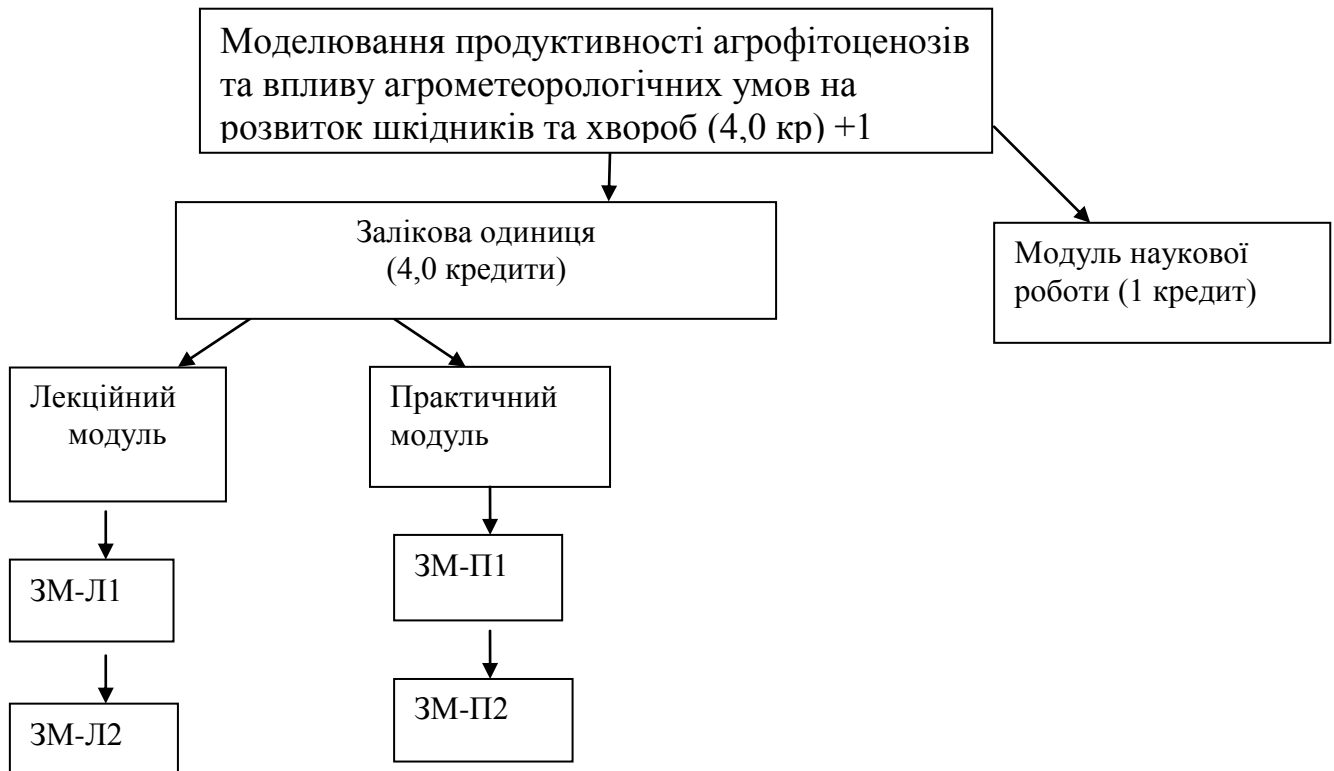 Моделювання продуктивності агрофітоценозів
та впливу агрометеорологічних умов на
розвиток шкідників та хвороб (4,0 кр) +1
Залікова одиниця
(4,0 кредити)
Модуль наукової
роботи (1 кредит)
Лекційний
модуль
Практичний
модуль
ЗМ-Л1
ЗМ-П1
ЗМ-Л2
ЗМ-П2